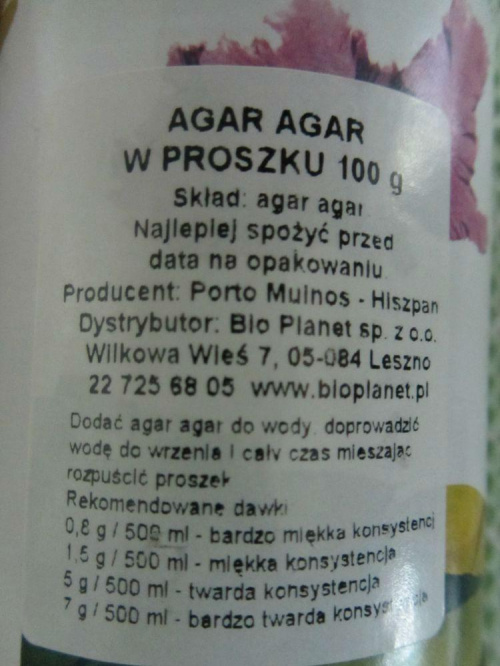 AGAR AGAR
W PROSZKU 100 g
Skład: agar agar
Najlepiej spożyć przed
data na opakowaniu
Producent: Porto Muinos - Hiszpan
Dystrybutor: Bio Planet sp. z o.o.
Wilkowa Wieś 7, 05-084 Leszno
22 725 68 05 www.bioplanet.pl
Dodać agar agar do wody, doprowadzić
wodę do wrzenia i cały czas mieszając
rozpuścić proszek
Rekomendowane dawki
0,8 g / 500 ml - bardzo miękka konsystencj
1,5 g / 500 ml - miękka konsystencja
5 g / 500 ml - twarda konsystencja
7 g / 500 ml - bardzo twarda konsystencja